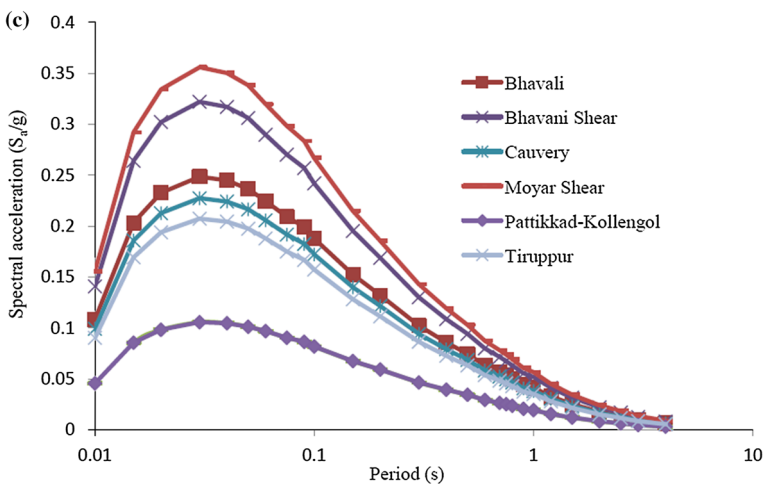 (c)
0.4
0.35
0.3
0.25
0.2
0.15
0.1
0.05
0
Spectral acceleration (Sa/g)
Bhavali
Bhavani Shear
Cauvery
Moyar Shear
Pattikkad-Kollengol
Tiruppur
0.01 0.1 1 10
Period (s)